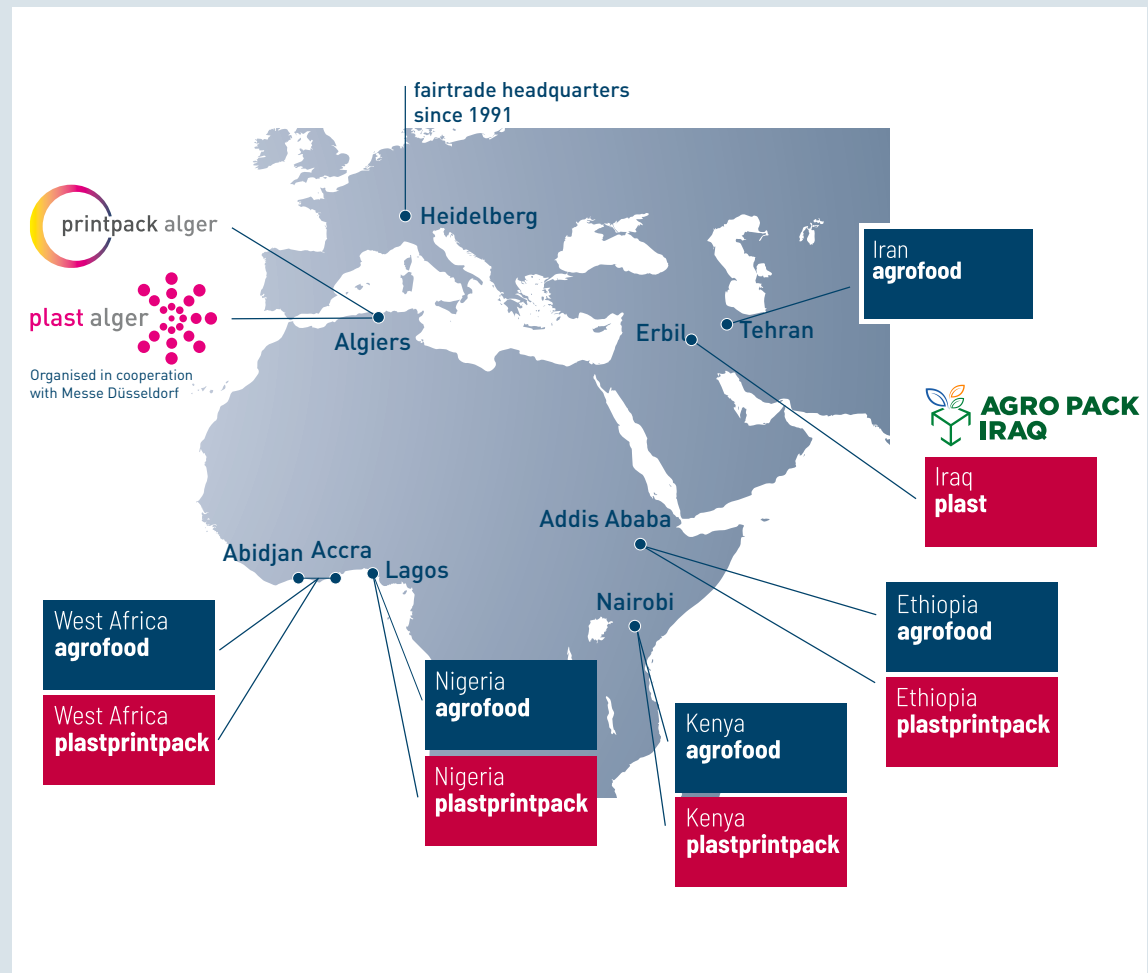 fairtrade headquarters
since 1991
Heidelberg
printpack alger
plast alger
Organised in cooperation
with Messe Düsseldorf
Algiers
Iran
agrofood
Erbil
Tehran
AGRO PACK
IRAQ
Iraq
plast
Addis Ababa
Abidjan
Accra
Lagos
Nairobi
Ethiopia
agrofood
Ethiopia
plastprintpack
West Africa
agrofood
West Africa
plastprintpack
Nigeria
agrofood
Nigeria
plastprintpack
Kenya
agrofood
Kenya
plastprintpack